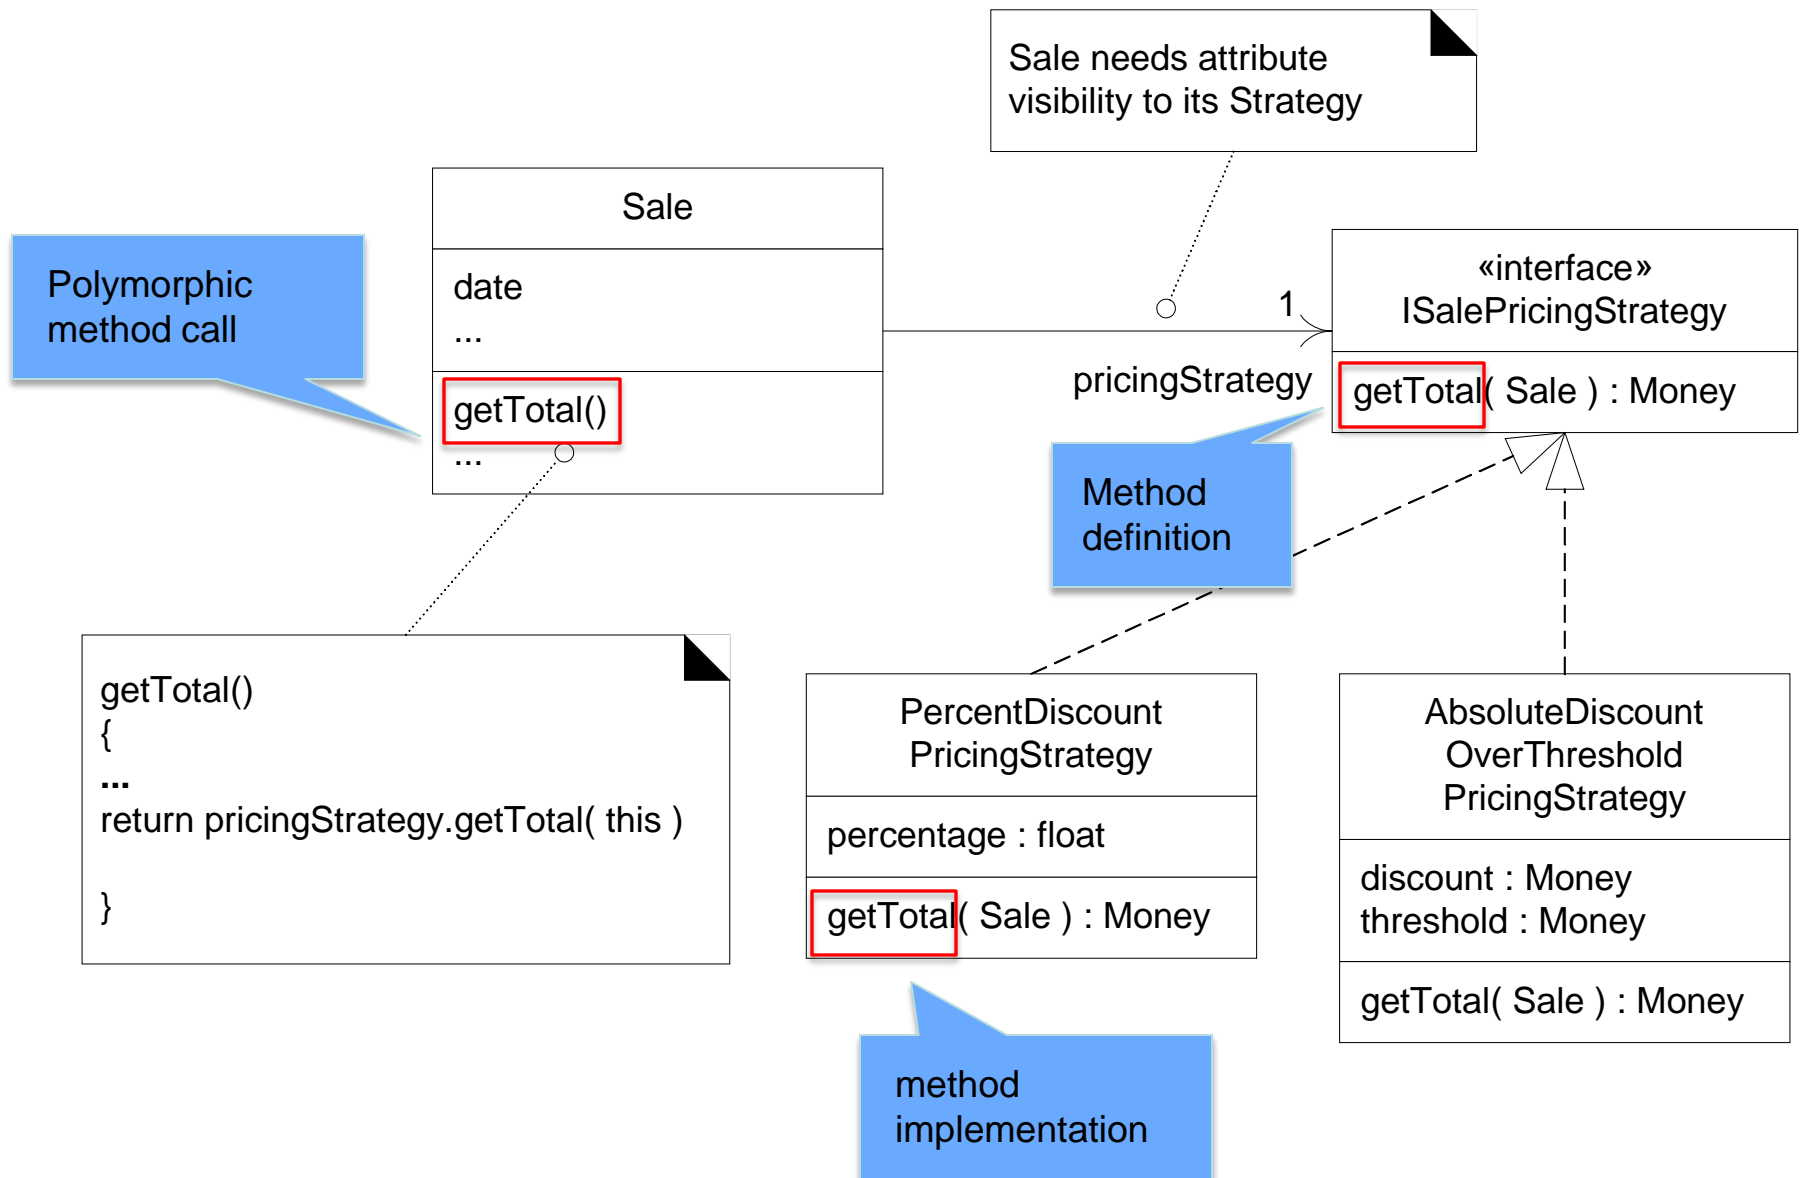 Sale needs attribute
visibility to its Strategy
Sale
date
...
getTotal()
...
Polymorphic
method call
1
pricingStrategy
«interface»
ISalePricingStrategy
getTotal( Sale ) : Money
Method
definition
getTotal()
{
...
return pricingStrategy.getTotal( this )
}
PercentDiscount
PricingStrategy
percentage : float
getTotal( Sale ) : Money
AbsoluteDiscount
OverThreshold
PricingStrategy
discount : Money
threshold : Money
getTotal( Sale ) : Money
method
implementation